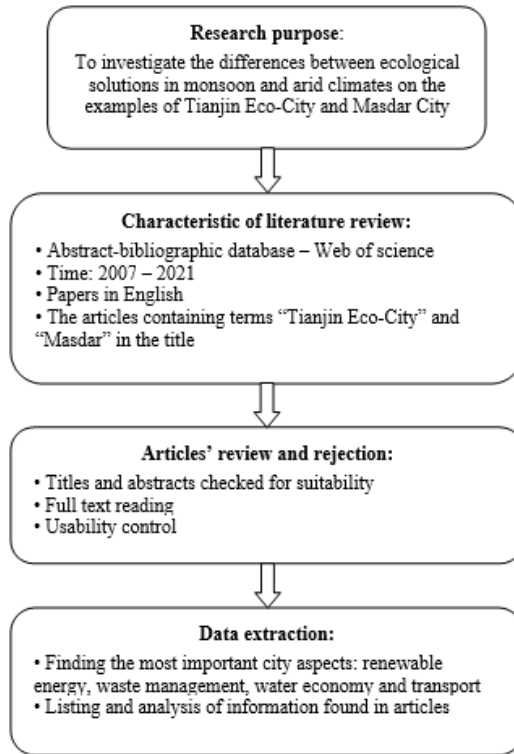 Research purpose:
To investigate the differences between ecological
solutions in monsoon and arid climates on the
examples of Tianjin Eco-City and Masdar City
Characteristic of literature review:
• Abstract-bibliographic database – Web of science
• Time: 2007 – 2021
• Papers in English
• The articles containing terms “Tianjin Eco-City” and
“Masdar” in the title
Articles’ review and rejection:
• Titles and abstracts checked for suitability
• Full text reading
• Usability control
Data extraction:
• Finding the most important city aspects: renewable
energy, waste management, water economy and transport
• Listing and analysis of information found in articles